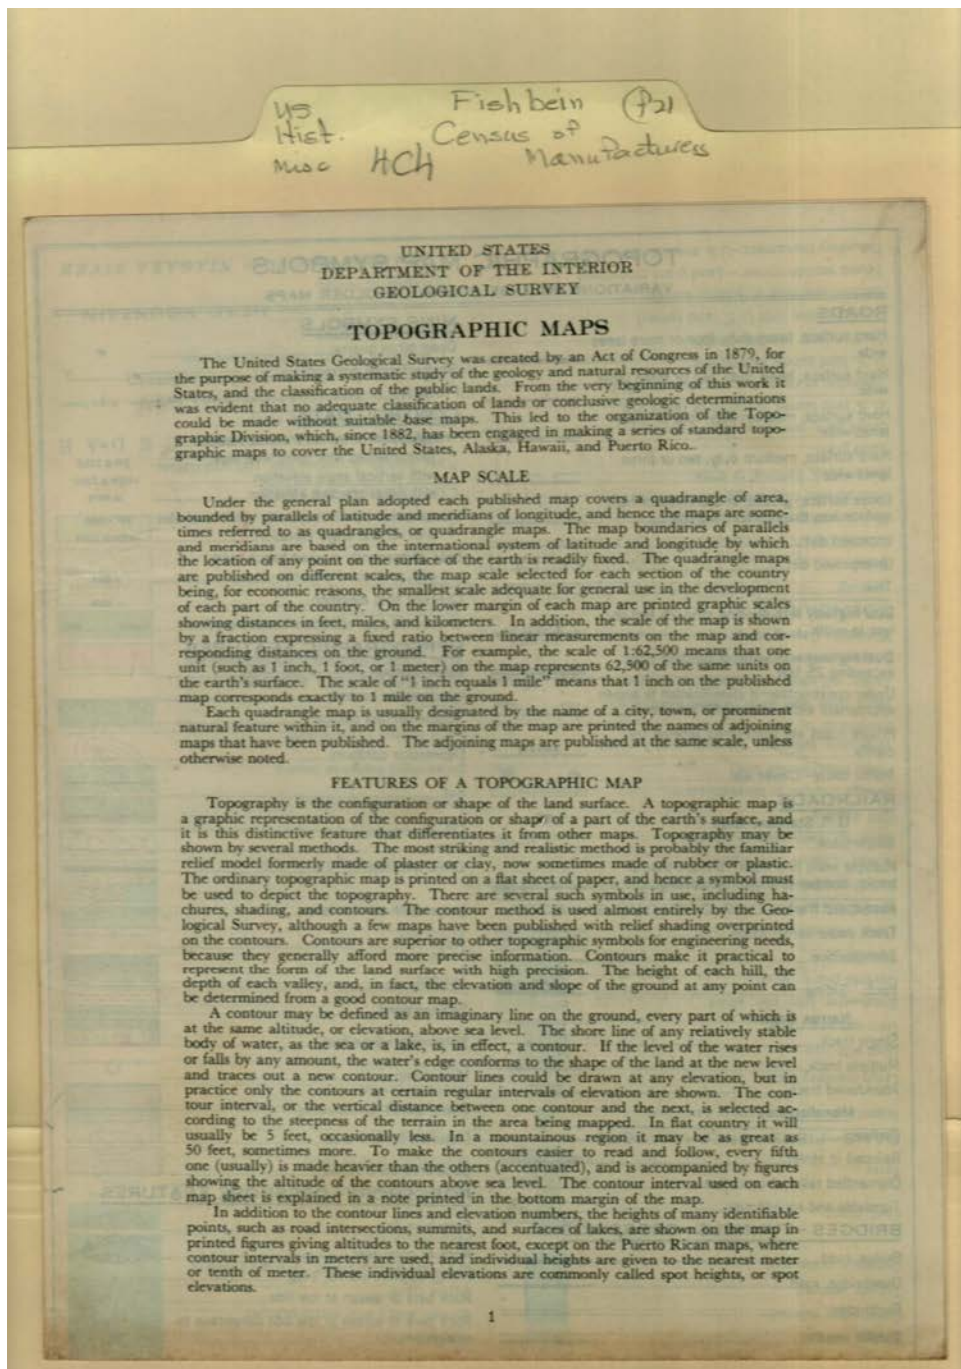 US Fishbein (P21)
Hist. Census of
Misc HCH Manufacturers
UNITED STATES
DEPARTMENT OF THE INTERIOR
GEOLOGICAL SURVEY
TOPOGRAPHIC MAPS
The United States Geological Survey was created by an Act of Congress in 1879, for
the purpose of making a systematic study of the geology and natural resources of the United
States, and the classification of the public lands. From the very beginning of this work it
was evident that no adequate classification of lands or conclusive geologic determinations
could be made without suitable base maps. This led to the organization of the Topo-
graphic Division, which, since 1882, has been engaged in making a series of standard topo-
graphic maps to cover the United States, Alaska, Hawaii, and Puerto Rico.
MAP SCALE
Under the general plan adopted each published map covers a quadrangle of area,
bounded by parallels of latitude and meridians of longitude, and hence the maps are some-
times referred to as quadrangles, or quadrangle maps. The map boundaries of parallels
and meridians are based on the international system of latitude and longitude by which
the location of any point on the surface of the earth is readily fixed. The quadrangle maps
are published on different scales, the map scale selected for each section of the country
being, for economic reasons, the smallest scale adequate for general use in the development
of each part of the country. On the lower margin of each map are printed graphic scales
showing distances in feet, miles, and kilometers. In addition, the scale of the map is shown
by a fraction expressing a fixed ratio between linear measurements on the map and cor-
responding distances on the ground. For example, the scale of 1:62,500 means that one
unit (such as 1 inch, 1 foot, or 1 meter) on the map represents 62,500 of the same units on
the earth's surface. The scale of "1 inch equals 1 mile" means that 1 inch on the published
map corresponds exactly to 1 mile on the ground.
Each quadrangle map is usually designated by the name of a city, town, or prominent
natural feature within it, and on the margins of the map are printed the names of adjoining
maps that have been published. The adjoining maps are published at the same scale, unless
otherwise noted.
FEATURES OF A TOPOGRAPHIC MAP
Topography is the configuration or shape of the land surface. A topographic map is
a graphic representation of the configuration or shape of a part of the earth's surface, and
it is this distinctive feature that differentiates it from other maps. Topography may be
shown by several methods. The most striking and realistic method is probably the familiar
relief model formerly made of plaster or clay, now sometimes made of rubber or plastic.
The ordinary topographic map is printed on a flat sheet of paper, and hence a symbol must
be used to depict the topography. There are several such symbols in use, including ha-
chures, shading, and contours. The contour method is used almost entirely by the Geo-
logical Survey, although a few maps have been published with relief shading overprinted
on the contours. Contours are superior to other topographic symbols for engineering needs,
because they generally afford more precise information. Contours make it practical to
represent the form of the land surface with high precision. The height of each hill, the
depth of each valley, and, in fact, the elevation and slope of the ground at any point can
be determined from a good contour map.
A contour may be defined as an imaginary line on the ground, every part of which is
at the same altitude, or elevation, above sea level. The shore line of any relatively stable
body of water, as the sea or a lake, is, in effect, a contour. If the level of the water rises
or falls by any amount, the water's edge conforms to the shape of the land at the new level
and traces out a new contour. Contour lines could be drawn at any elevation, but in
practice only the contours at certain regular intervals of elevation are shown. The con-
tour interval, or the vertical distance between one contour and the next, is selected ac-
cording to the steepness of the terrain in the area being mapped. In flat country it will
usually be 5 feet, occasionally less. In a mountainous region it may be as great as
50 feet, sometimes more. To make the contours easier to read and follow, every fifth
one (usually) is made heavier than the others (accentuated), and is accompanied by figures
showing the altitude of the contours above sea level. The contour interval used on each
map sheet is explained in a note printed in the bottom margin of the map.
In addition to the contour lines and elevation numbers, the heights of many identifiable
points, such as road intersections, summits, and surfaces of lakes, are shown on the map in
printed figures giving altitudes to the nearest foot, except on the Puerto Rican maps, where
contour intervals in meters are used, and individual heights are given to the nearest meter
or tenth of meter. These individual elevations are commonly called spot heights, or spot
elevations.
1